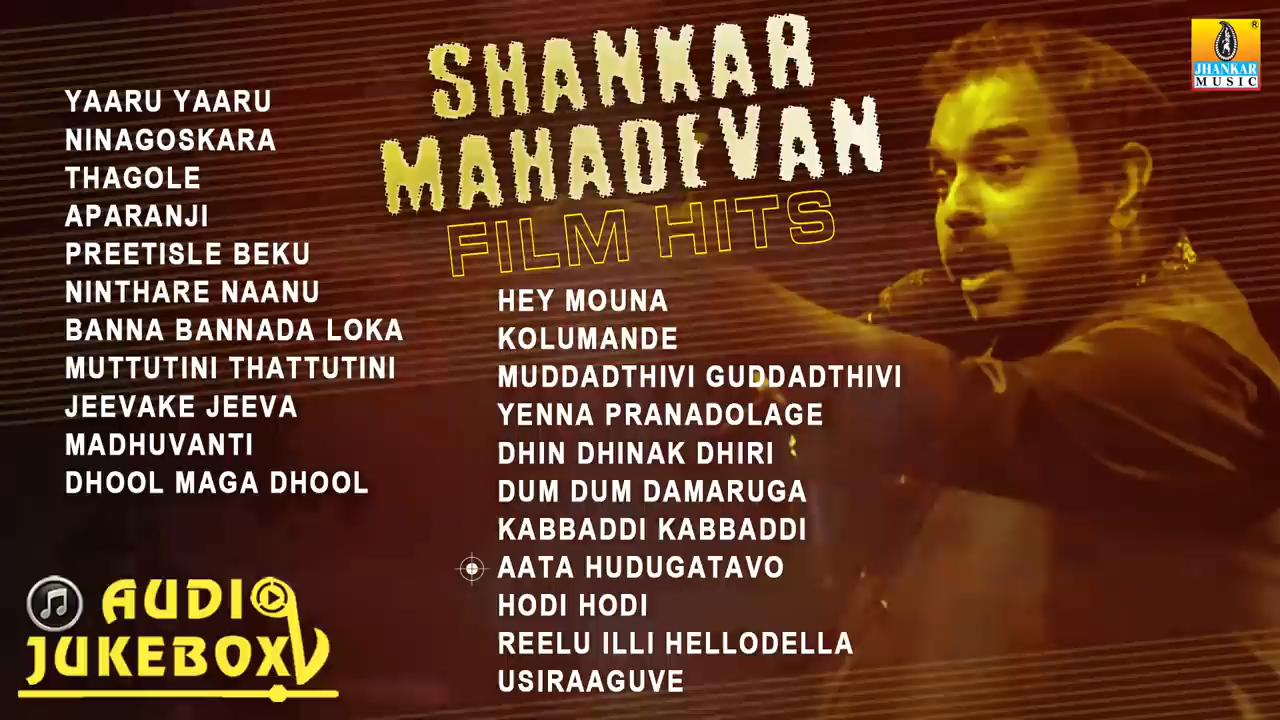 SHANKAR
MAHADEVAN
FILM HITS
JHANKAR
MUSIC
®
YAARU YAARU
NINAGOSKARA
THAGOLE
APARANJI
PREETISLE BEKU
NINTHARE NAANU
BANNA BANNADA LOKA
MUTTUTINI THATTUTINI
JEEVAKE JEEVA
MADHUVANTI
DHOOL MAGA DHOOL
HEY MOUNA
KOLUMANDE
MUDDADTHIVI GUDDADTHIVI
YENNA PRANADOLAGE
DHIN DHINAK DHIRI
DUM DUM DAMARUGA
KABBADDI KABBADDI
AATA HUDUGATAVO
HODI HODI
REELU ILLI HELLODELLA
USIRAAGUVE
AUDIO
JUKEBOX